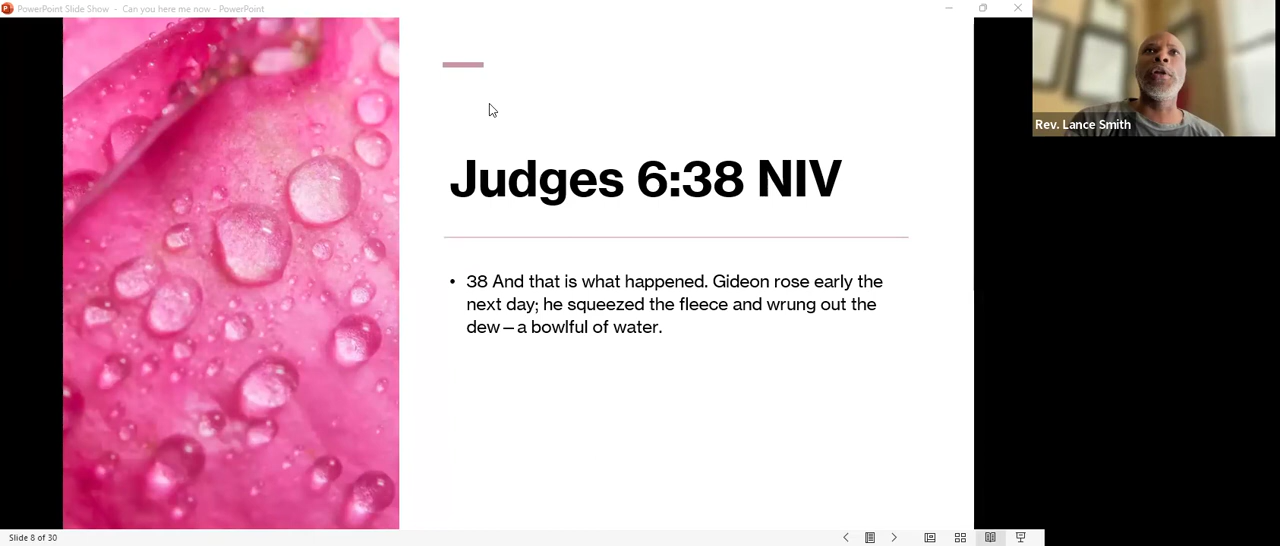 PowerPoint Slide Show - Can you here me now - PowerPoint
Rev. Lance Smith
Judges 6:38 NIV
• 38 And that is what happened. Gideon rose early the
next day; he squeezed the fleece and wrung out the
dew—a bowlful of water.
Slide 8 of 30